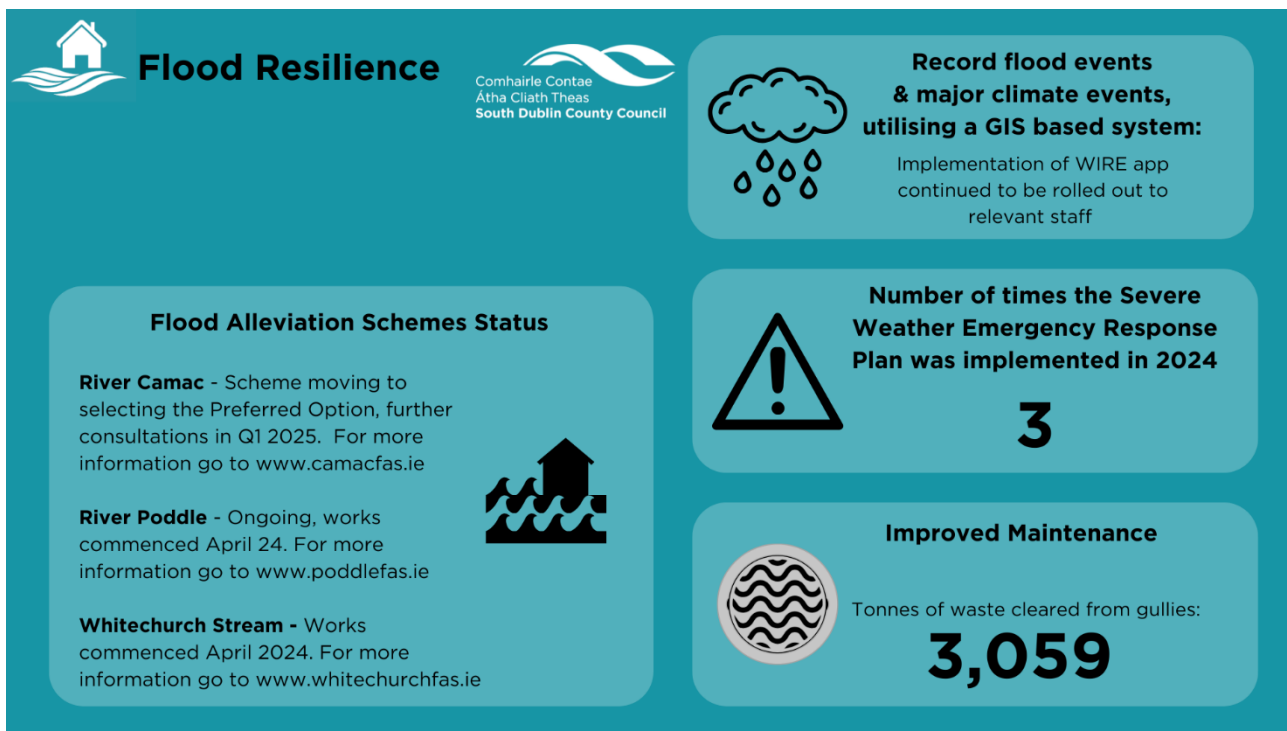 Flood Resilience
Comhairle Contae
Átha Cliath Theas
South Dublin County Council
Record flood events
& major climate events,
utilising a GIS based system:
Implementation of WIRE app
continued to be rolled out to
relevant staff
Flood Alleviation Schemes Status
River Camac - Scheme moving to
selecting the Preferred Option, further
consultations in Q1 2025. For more
information go to www.camacfas.ie
River Poddle - Ongoing, works
commenced April 24. For more
information go to www.poddlefas.ie
Whitechurch Stream - Works
commenced April 2024. For more
information go to www.whitechurchfas.ie
Number of times the Severe
Weather Emergency Response
Plan was implemented in 2024
3
Improved Maintenance
Tonnes of waste cleared from gullies:
3,059